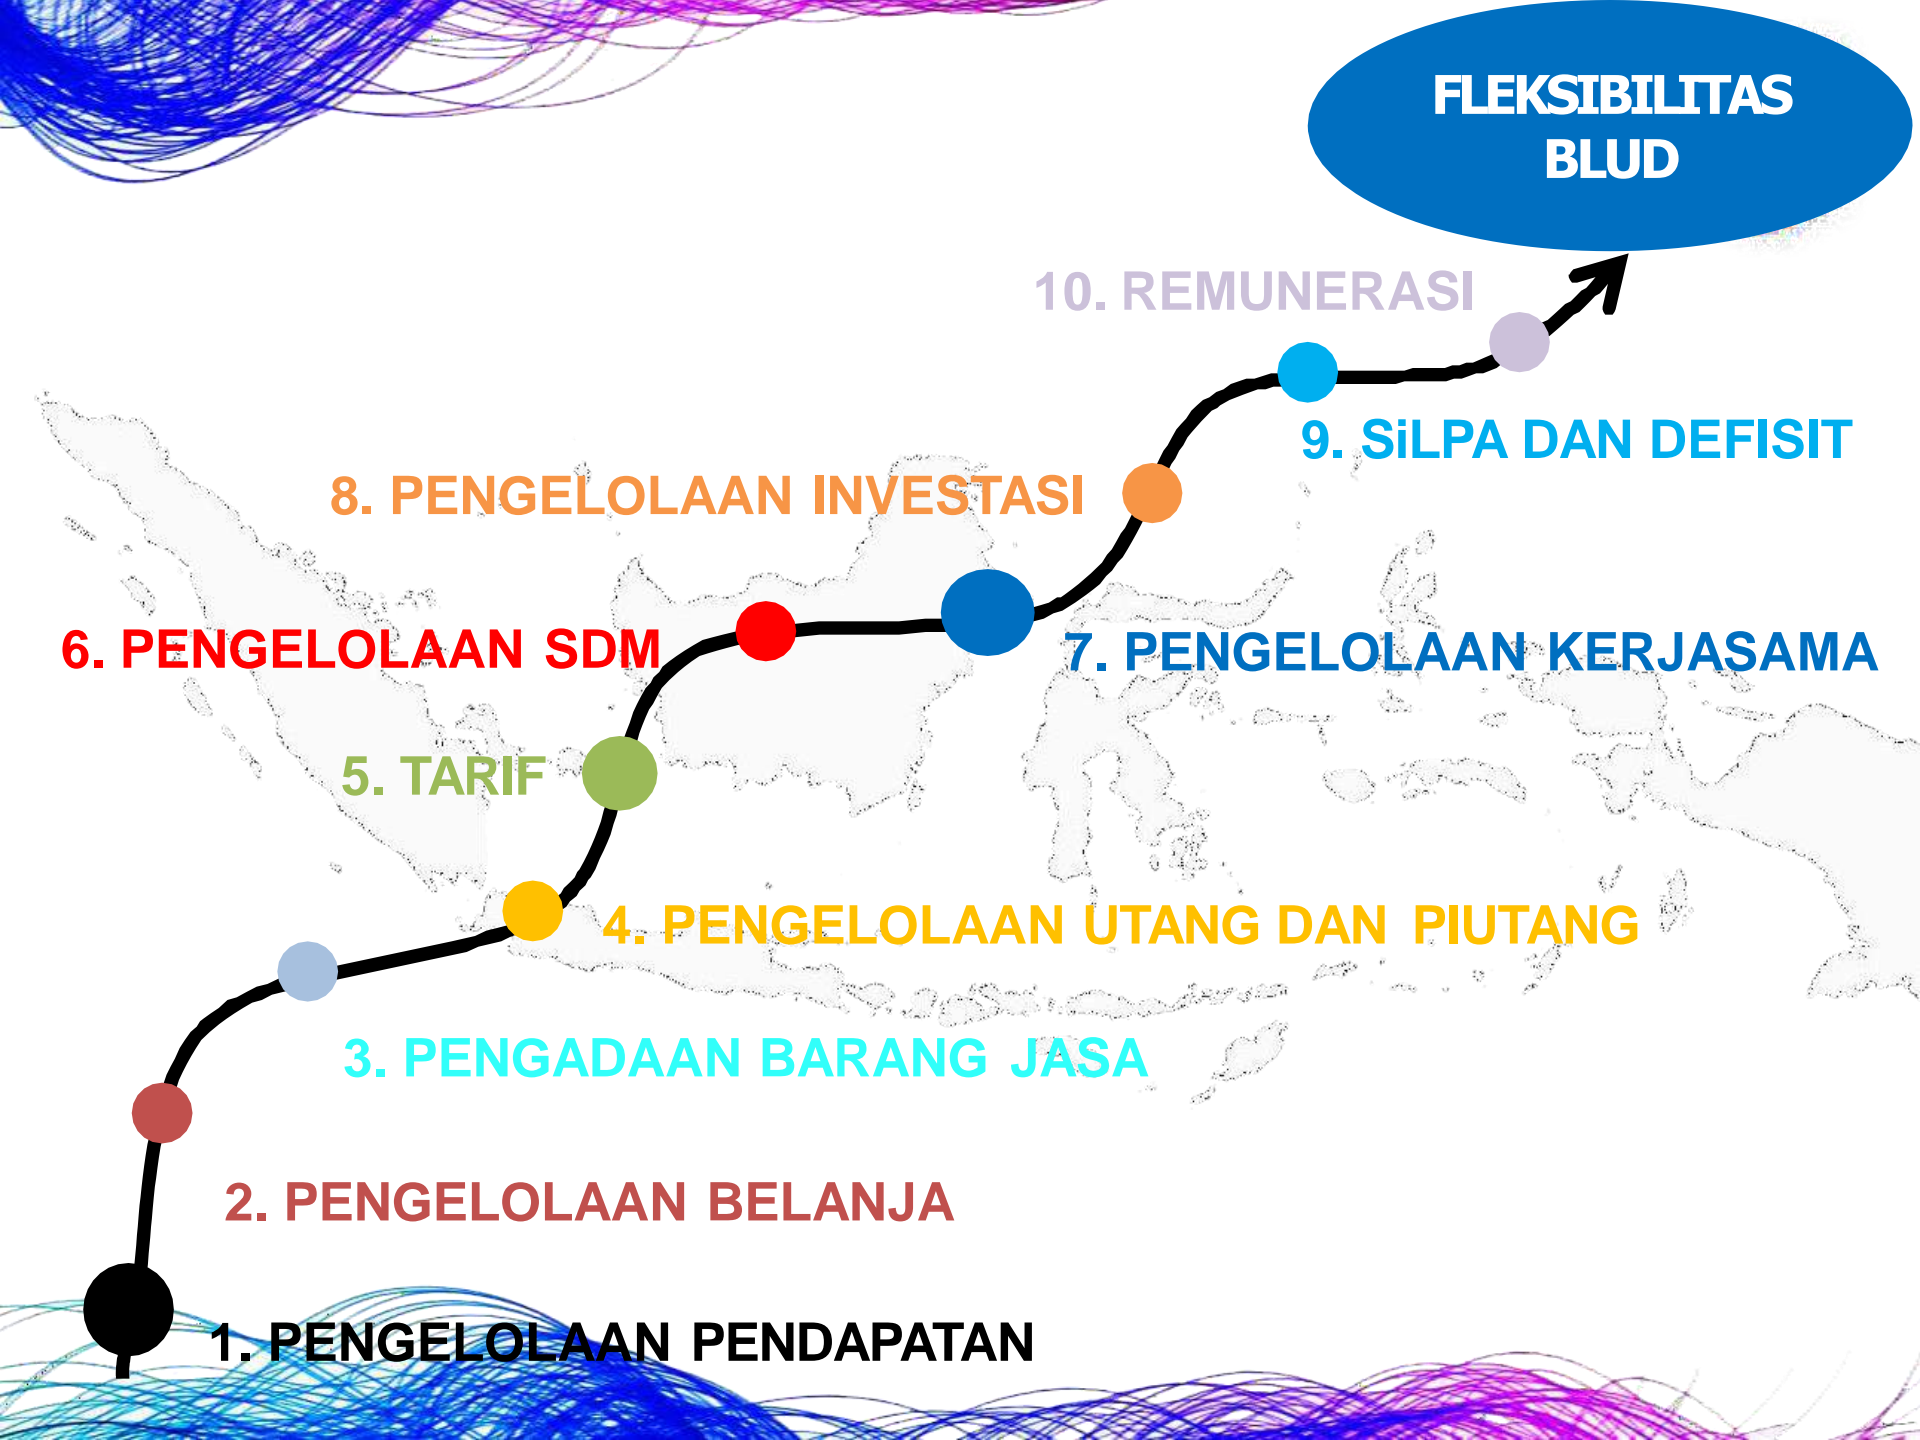 FLEKSIBILITAS
BLUD
10. REMUNERASI
9. SiLPA DAN DEFISIT
8. PENGELOLAAN INVESTASI
6. PENGELOLAAN SDM
7. PENGELOLAAN KERJASAMA
5. TARIF
4. PENGELOLAAN UTANG DAN PIUTANG
3. PENGADAAN BARANG JASA
2. PENGELOLAAN BELANJA
1. PENGELOLAAN PENDAPATAN